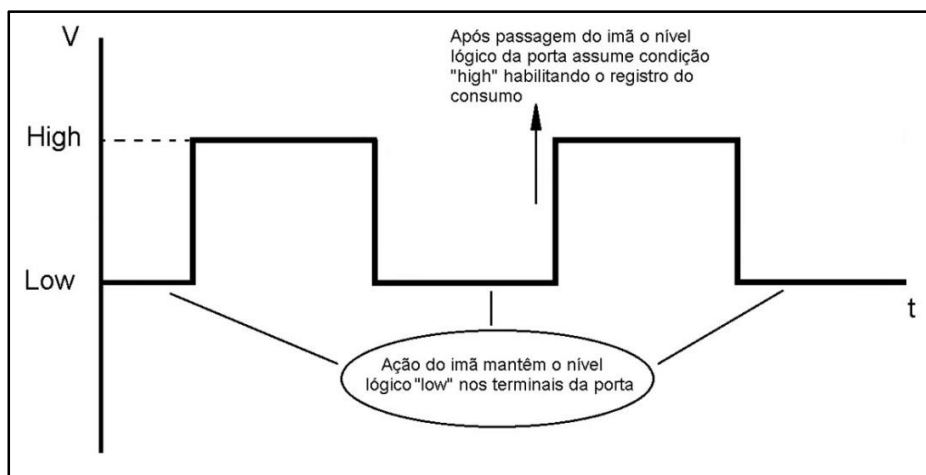 V
Após passagem do imã o nível
lógico da porta assume condição
"high" habilitando o registro do
consumo
High
Low
t
Ação do imã mantêm o nível
lógico "low" nos terminais da porta